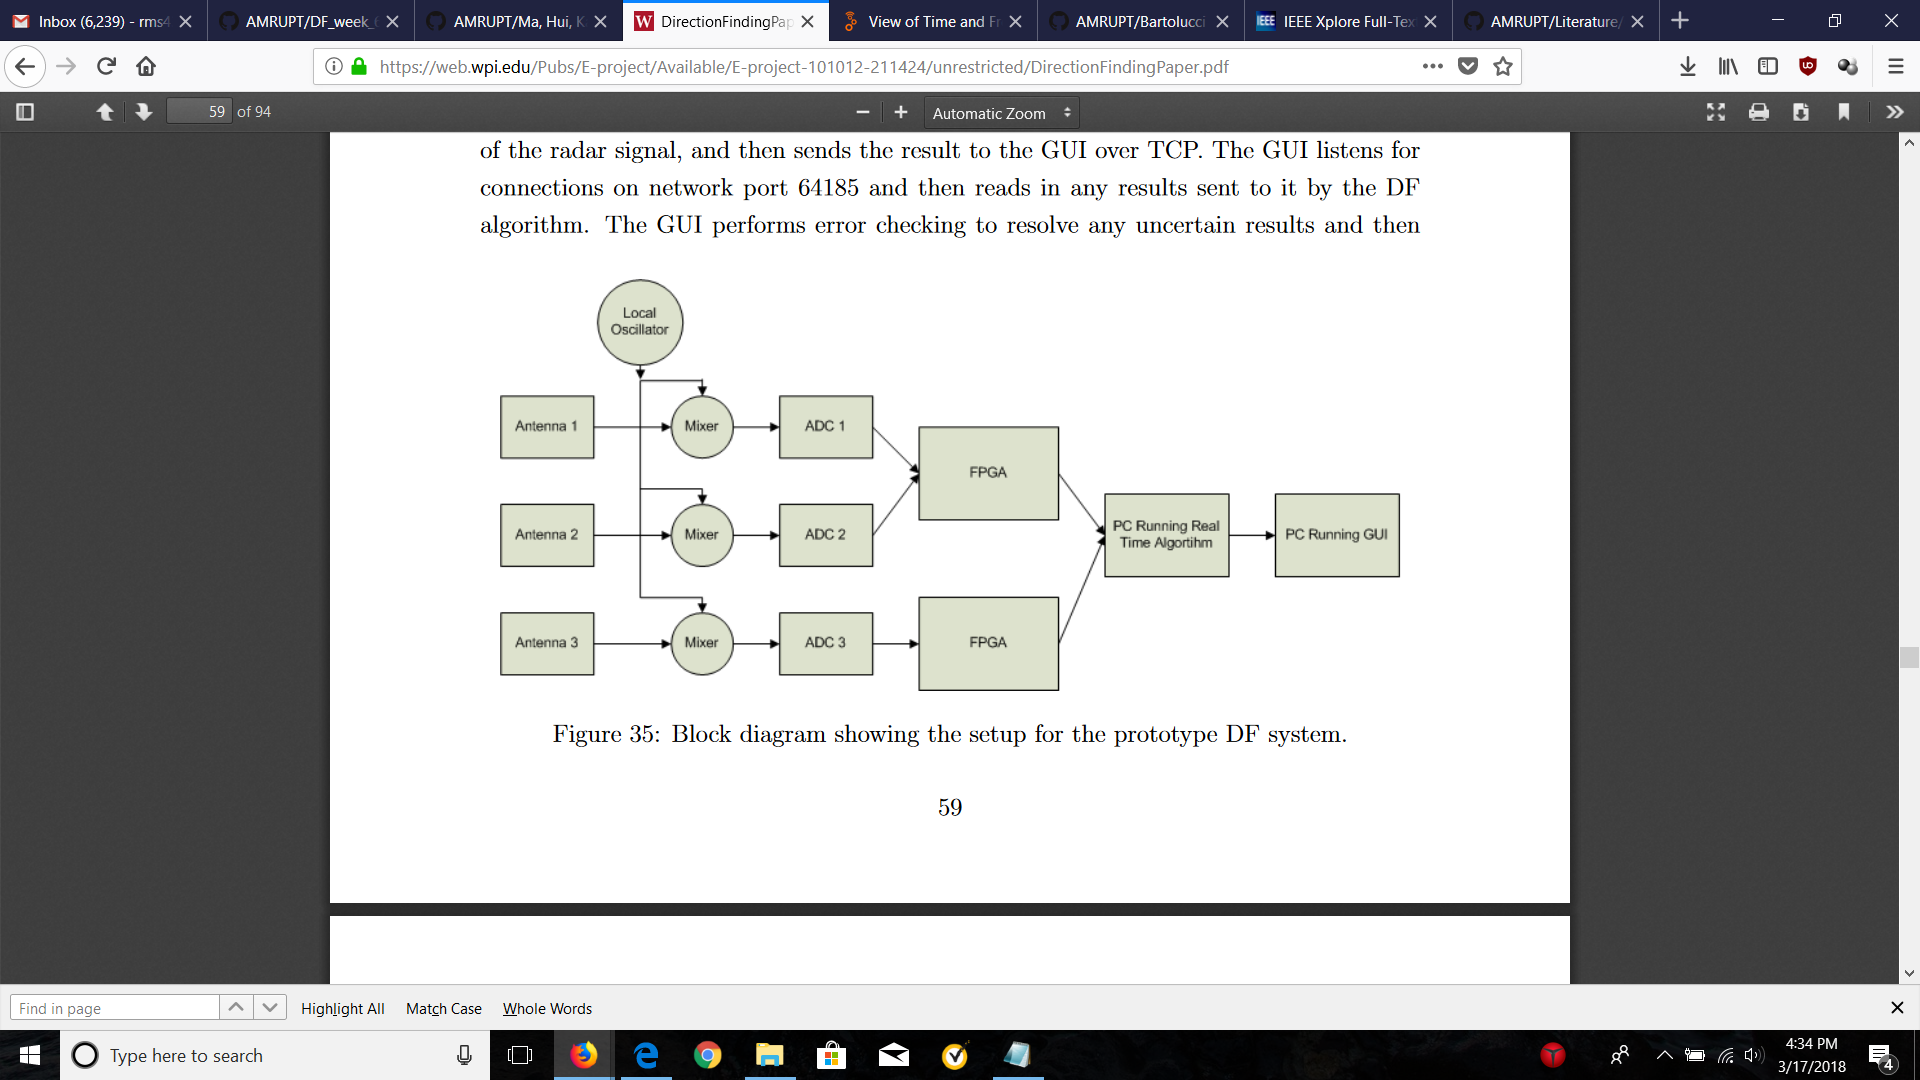 Inbox (6,239) - rms4
AMRUPT/DF_week_
AMRUPT/Ma, Hui, K
DirectionFindingPap
View of Time and Fr
AMRUPT/Bartolucci
IEEE
IEEE Xplore Full-Tex
AMRUPT/Literature/
https://web.wpi.edu/Pubs/E-project/Available/E-project-101012-211424/unrestricted/DirectionFindingPaper.pdf
59 of 94
Automatic Zoom
of the radar signal, and then sends the result to the GUI over TCP. The GUI listens for
connections on network port 64185 and then reads in any results sent to it by the DF
algorithm. The GUI performs error checking to resolve any uncertain results and then
Local
Oscillator
Antenna 1
Mixer
ADC 1
FPGA
Antenna 2
Mixer
ADC 2
PC Running Real
Time Algortihm
PC Running GUI
Antenna 3
Mixer
ADC 3
FPGA
Figure 35: Block diagram showing the setup for the prototype DF system.
59
Find in page
Highlight All
Match Case
Whole Words
Type here to search
4:34 PM
3/17/2018
4